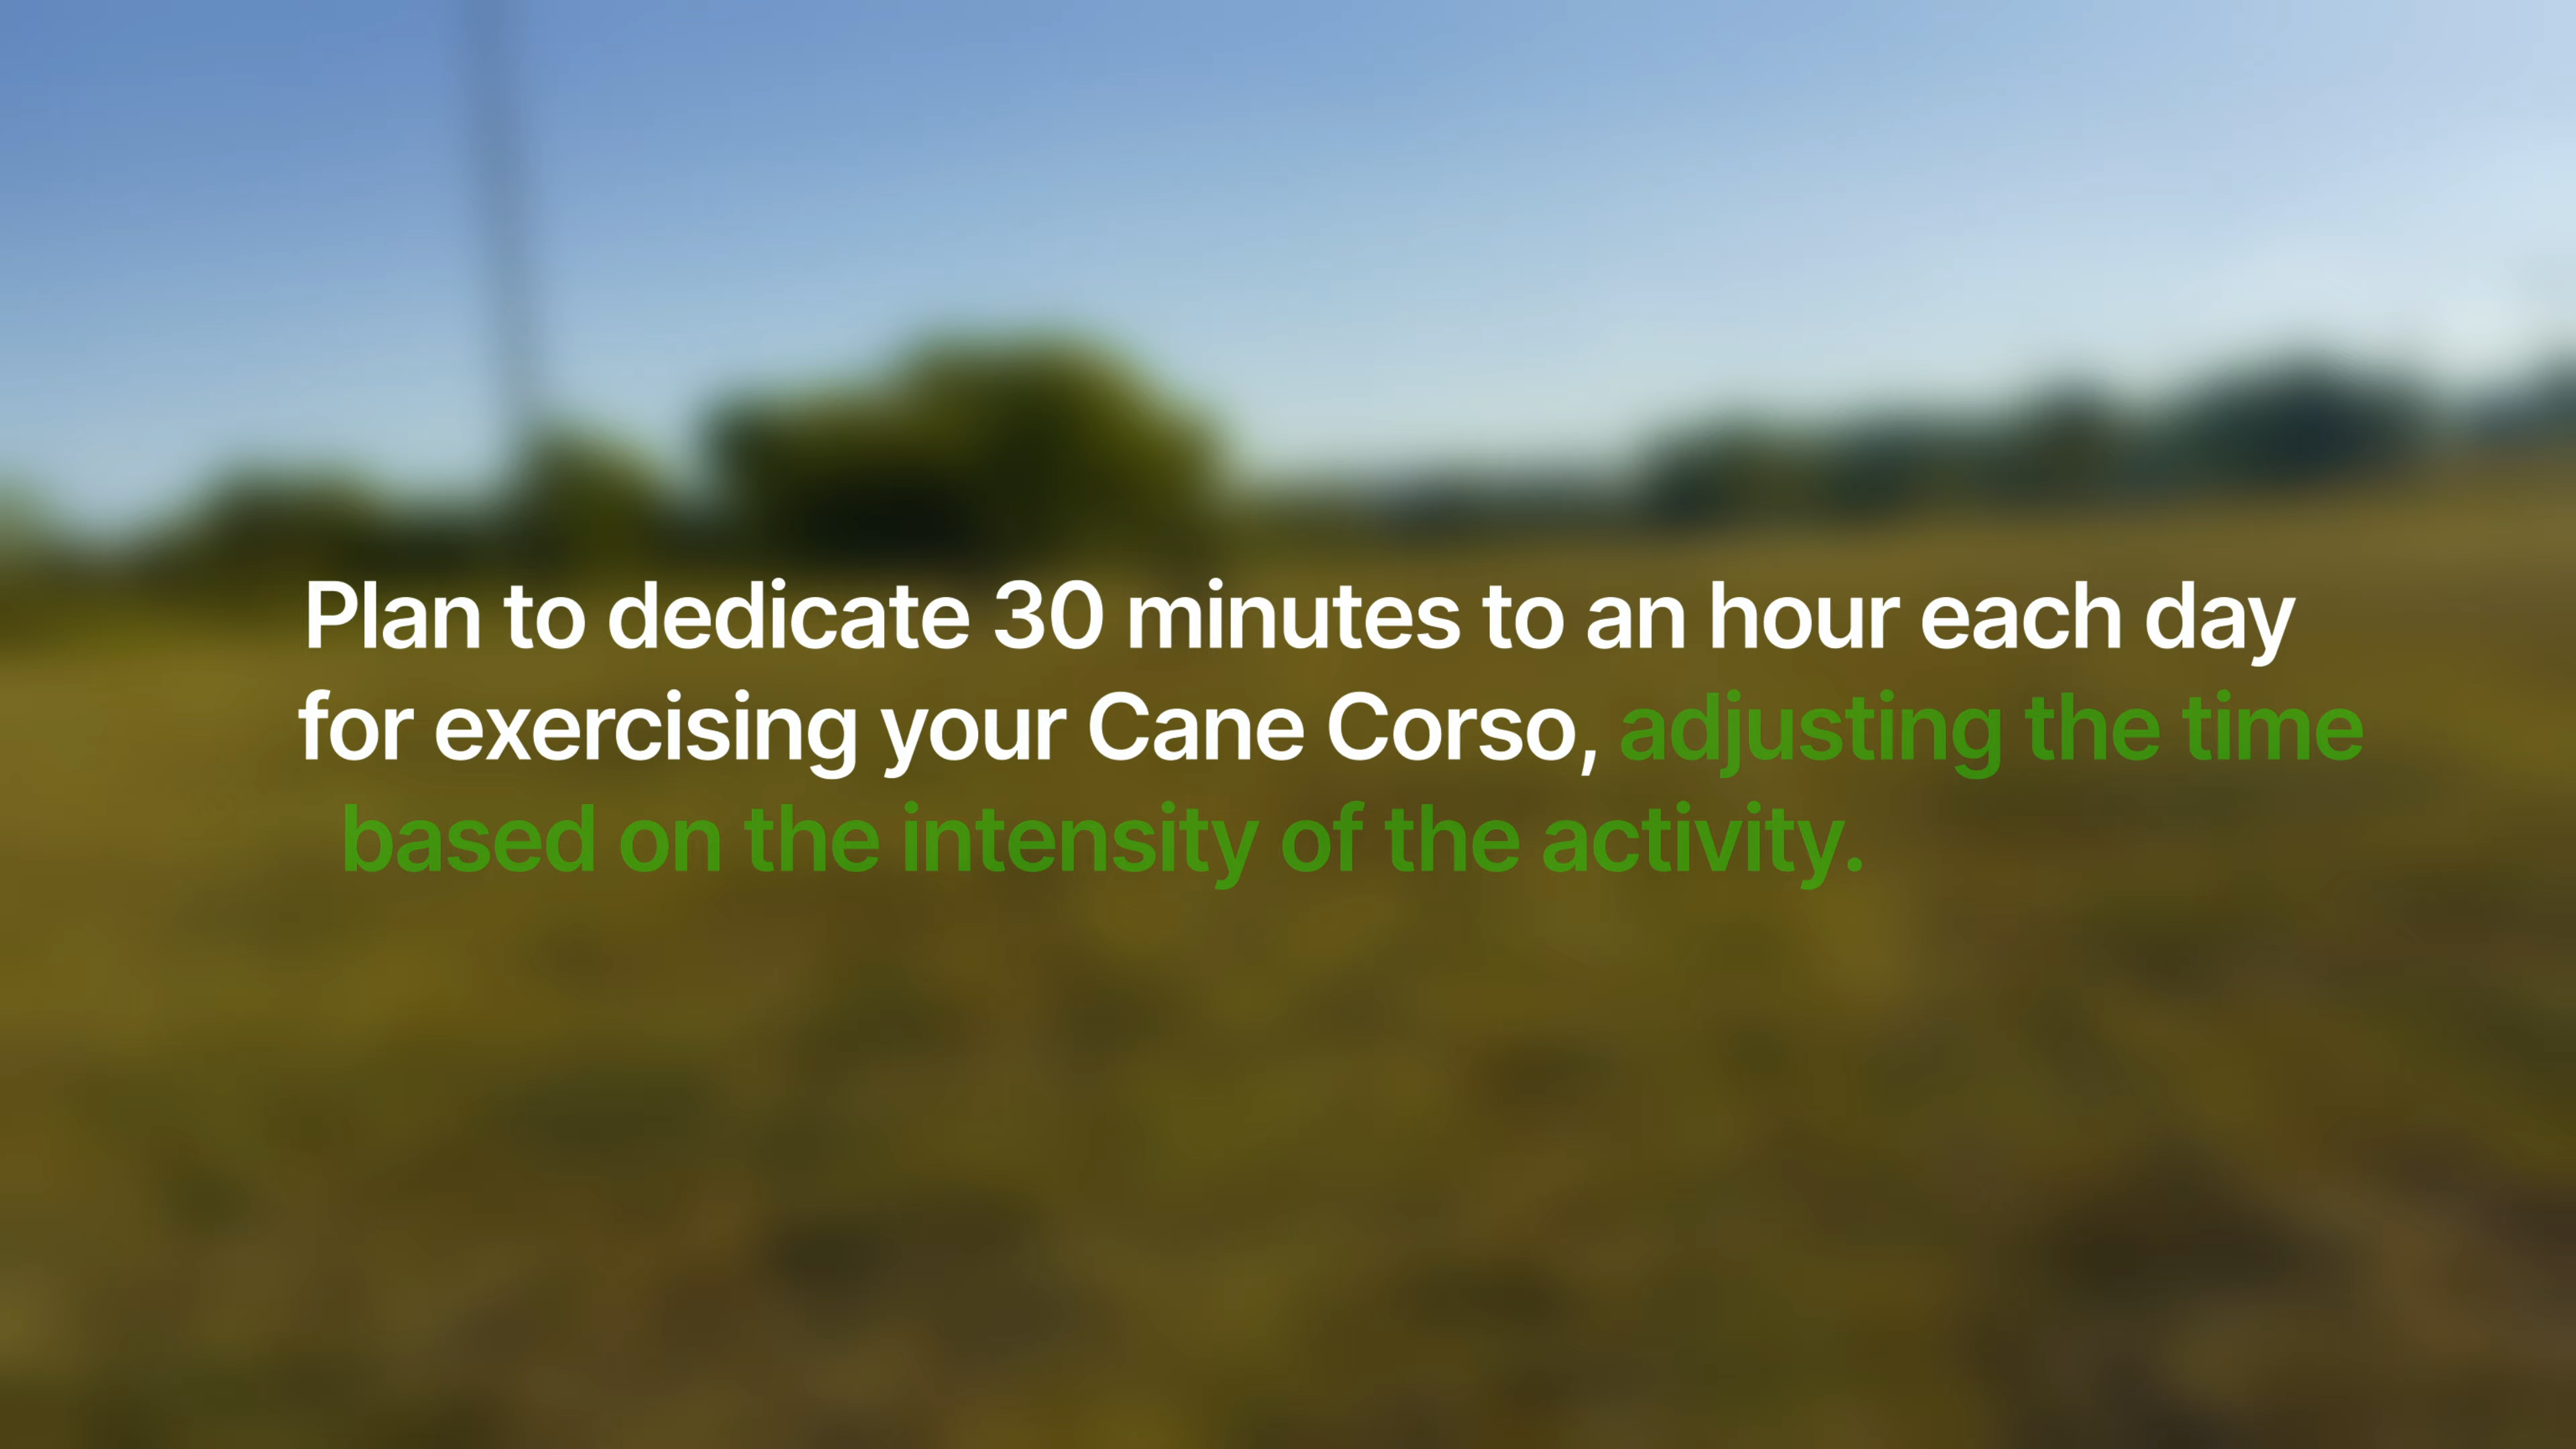 Plan to dedicate 30 minutes to an hour each day
for exercising your Cane Corso, adjusting the time
based on the intensity of the activity.